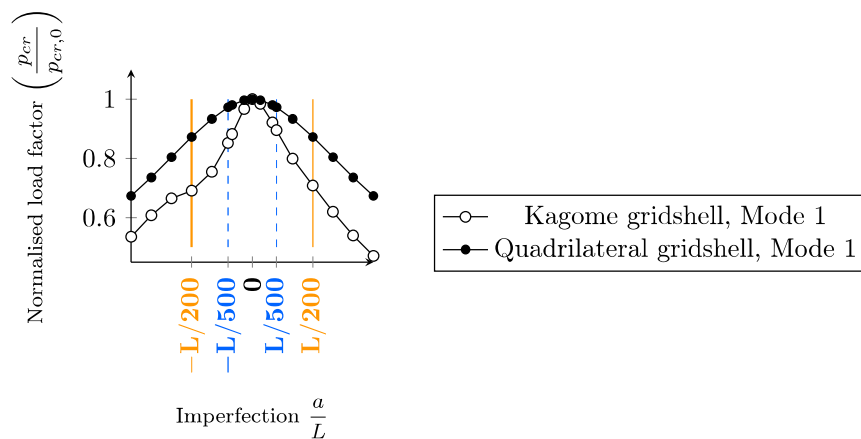 Normalised load factor (p_cr / p_cr,0)
1
0.8
0.6
−L/200
−L/500
0
L/500
L/200
Imperfection a/L
Kagome gridshell, Mode 1
Quadrilateral gridshell, Mode 1